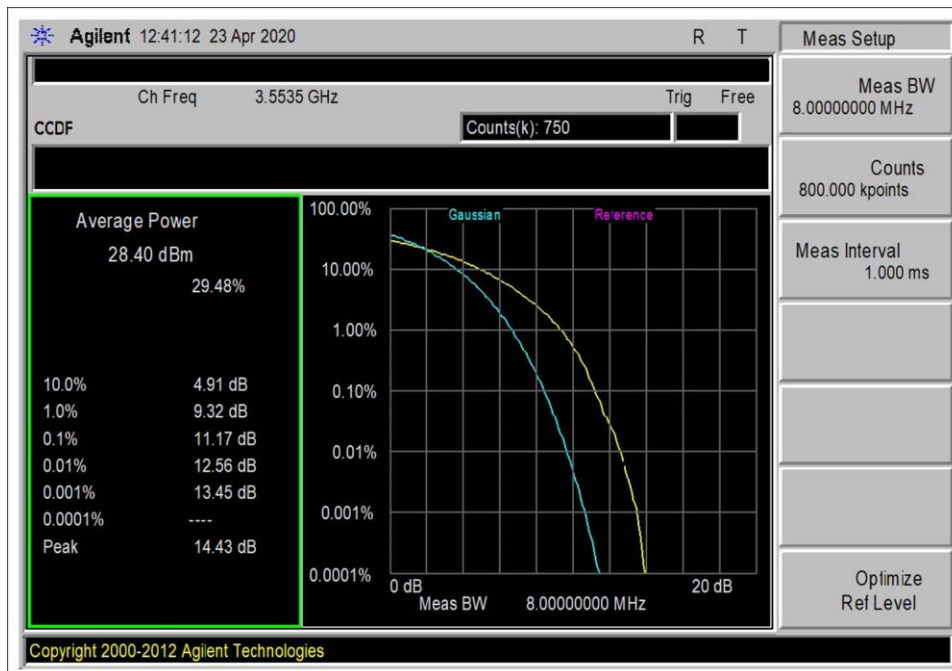 Agilent 12:41:12 23 Apr 2020 R T
Ch Freq 3.5535 GHz Trig Free
CCDF Counts(k): 750
Average Power
28.40 dBm
29.48%
10.0% 4.91 dB
1.0% 9.32 dB
0.1% 11.17 dB
0.01% 12.56 dB
0.001% 13.45 dB
0.0001% ----
Peak 14.43 dB
Gaussian Reference
100.00%
10.00%
1.00%
0.10%
0.01%
0.001%
0.0001%
0 dB 20 dB
Meas BW 8.00000000 MHz
Meas Setup
Meas BW
8.00000000 MHz
Counts
800.000 kpoints
Meas Interval
1.000 ms
Optimize
Ref Level
Copyright 2000-2012 Agilent Technologies